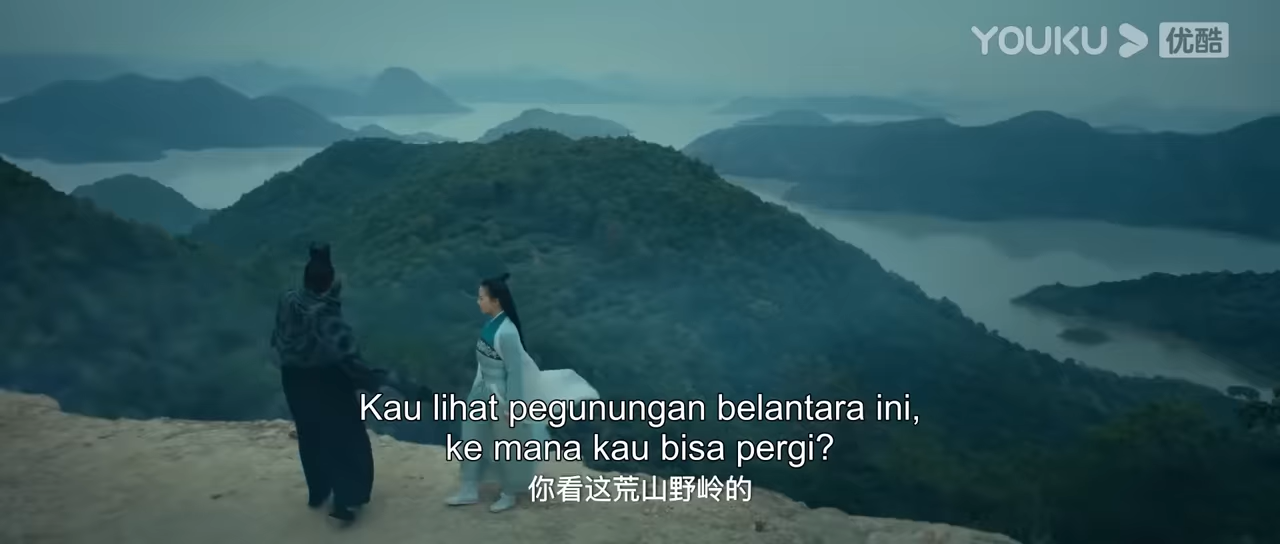 YOUKU 优酷
Kau lihat pegunungan belantara ini,
ke mana kau bisa pergi?
你看这荒山野岭的